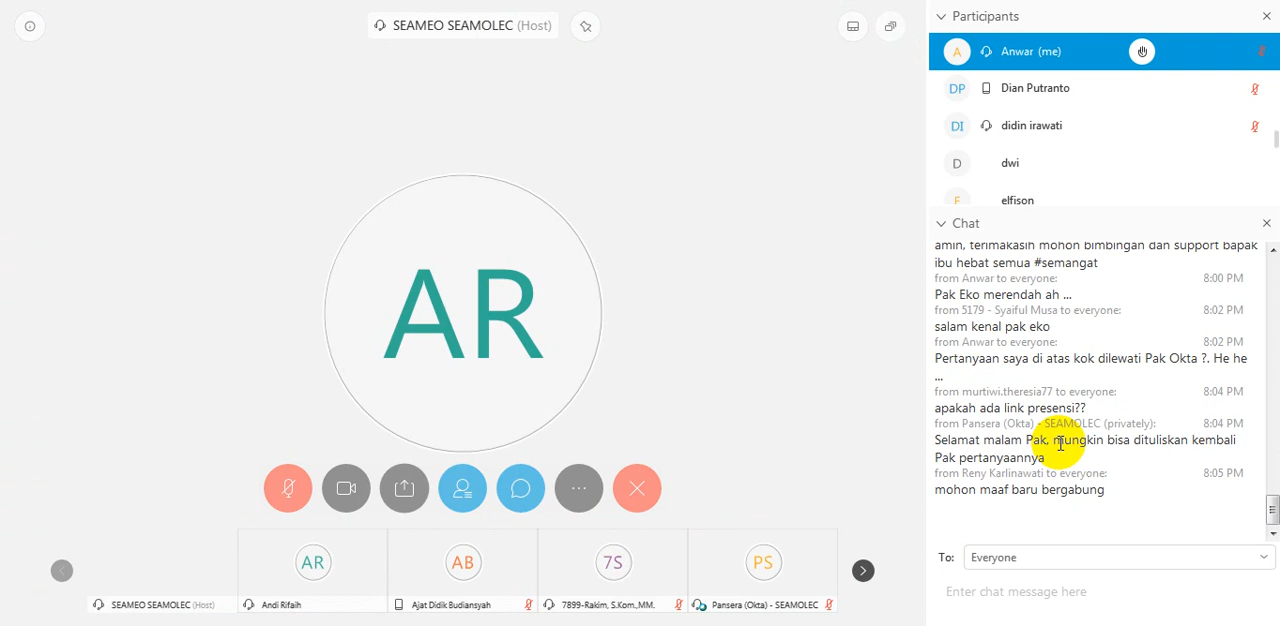 SEAMEO SEAMOLEC (Host)
AR
SEAMEO SEAMOLEC (Host)
AR
Andi Rifaih
AB
Ajat Didik Budiansyah
7S
7899-Rakim, S.Kom.,MM.
PS
Pansera (Okta) - SEAMOLEC
Participants
A
Anwar (me)
DP
Dian Putranto
DI
didin irawati
D
dwi
E
elfison
Chat
amin, terimakasih mohon bimbingan dan support bapak
ibu hebat semua #semangat
from Anwar to everyone:
8:00 PM
Pak Eko merendah ah ...
from 5179 - Syaiful Musa to everyone:
8:02 PM
salam kenal pak eko
from Anwar to everyone:
8:02 PM
Pertanyaan saya di atas kok dilewati Pak Okta ?. He he
...
from murtiwi.theresia77 to everyone:
8:04 PM
apakah ada link presensi??
from Pansera (Okta) - SEAMOLEC (privately):
8:04 PM
Selamat malam Pak, mungkin bisa dituliskan kembali
Pak pertanyaannya
from Reny Karlinawati to everyone:
8:05 PM
mohon maaf baru bergabung
To:
Everyone
Enter chat message here